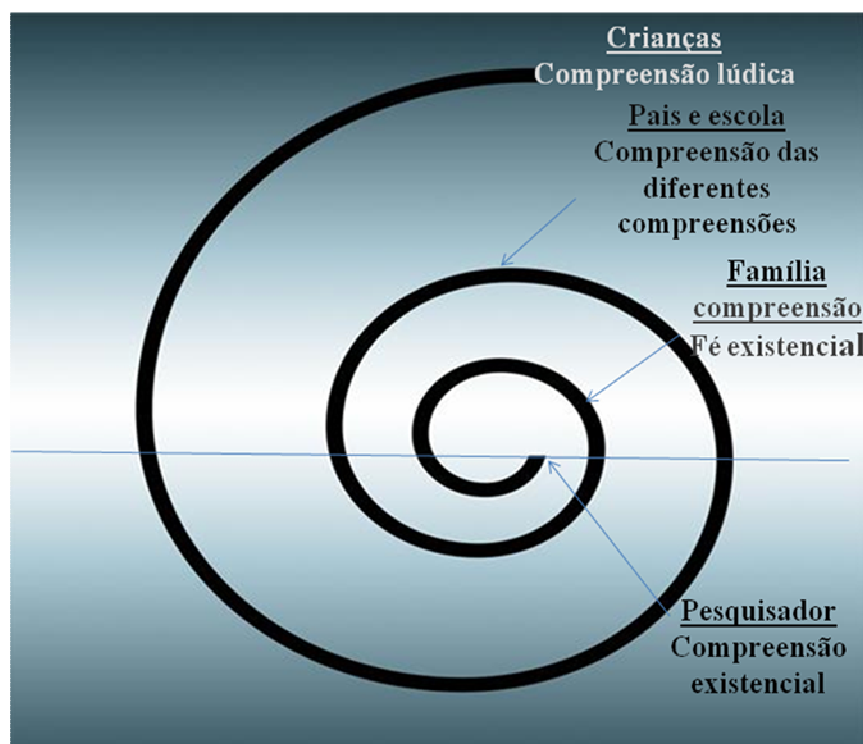 Crianças
Compreensão lúdica
Pais e escola
Compreensão das
diferentes
compreensões
Família
compreensão
Fé existencial
Pesquisador
Compreensão
existencial